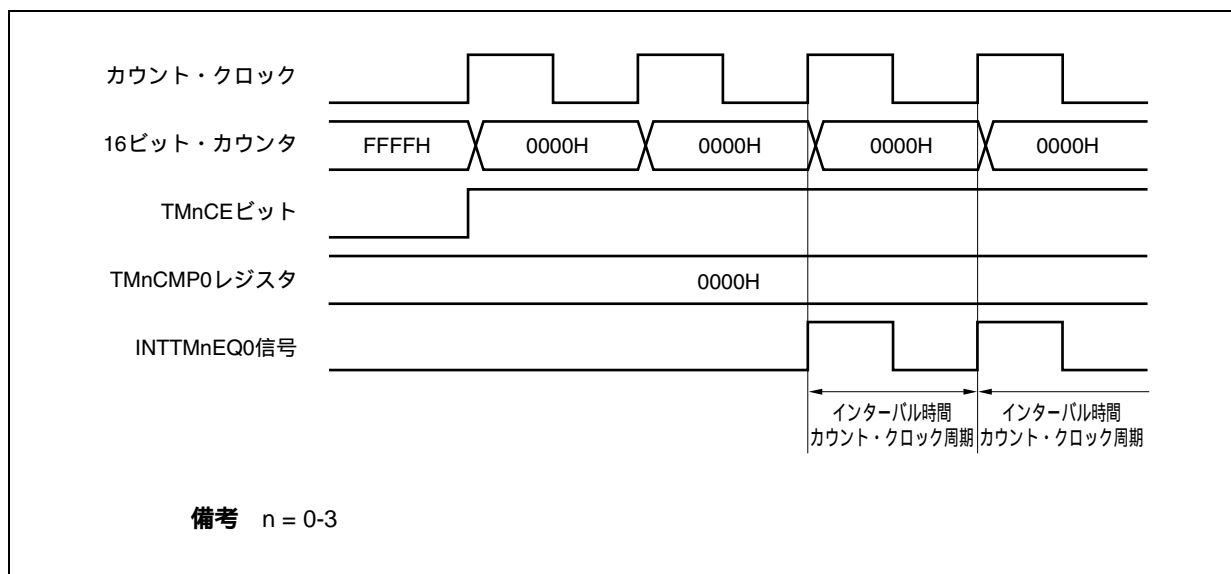 カウント・クロック
16ビット・カウンタ
FFFFH 0000H 0000H 0000H 0000H
TMnCEビット
TMnCMP0レジスタ
0000H
INTTMnEQ0信号
インターバル時間 インターバル時間
カウント・クロック周期 カウント・クロック周期
備考 n = 0-3